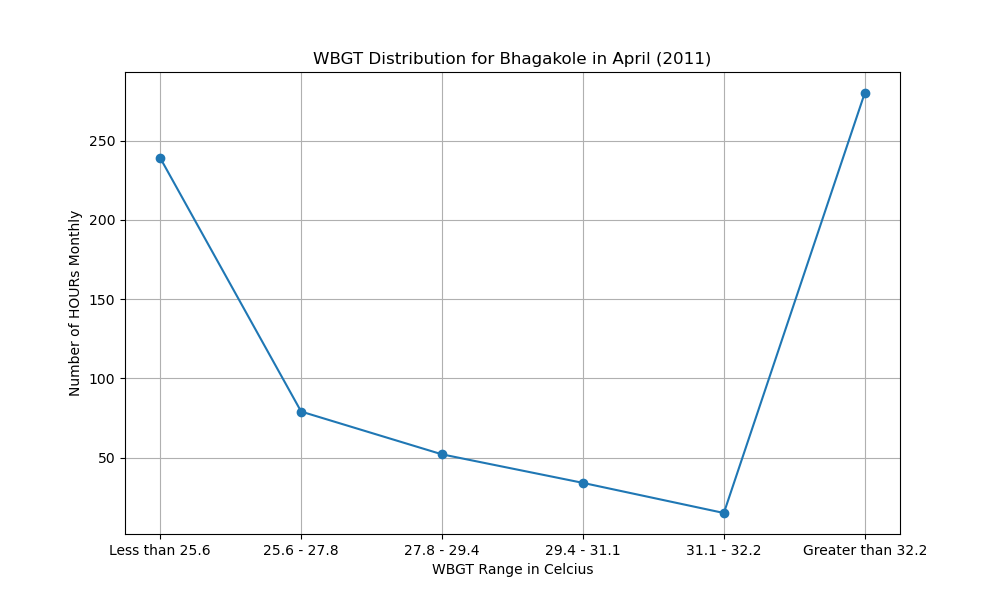 WBGT Distribution for Bhagakole in April (2011)
Number of HOURs Monthly
250
200
150
100
50
Less than 25.6
25.6 - 27.8
27.8 - 29.4
29.4 - 31.1
31.1 - 32.2
Greater than 32.2
WBGT Range in Celcius